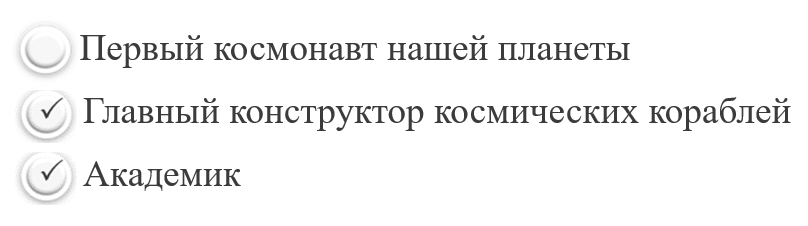 Первый космонавт нашей планеты
Главный конструктор космических кораблей
Академик